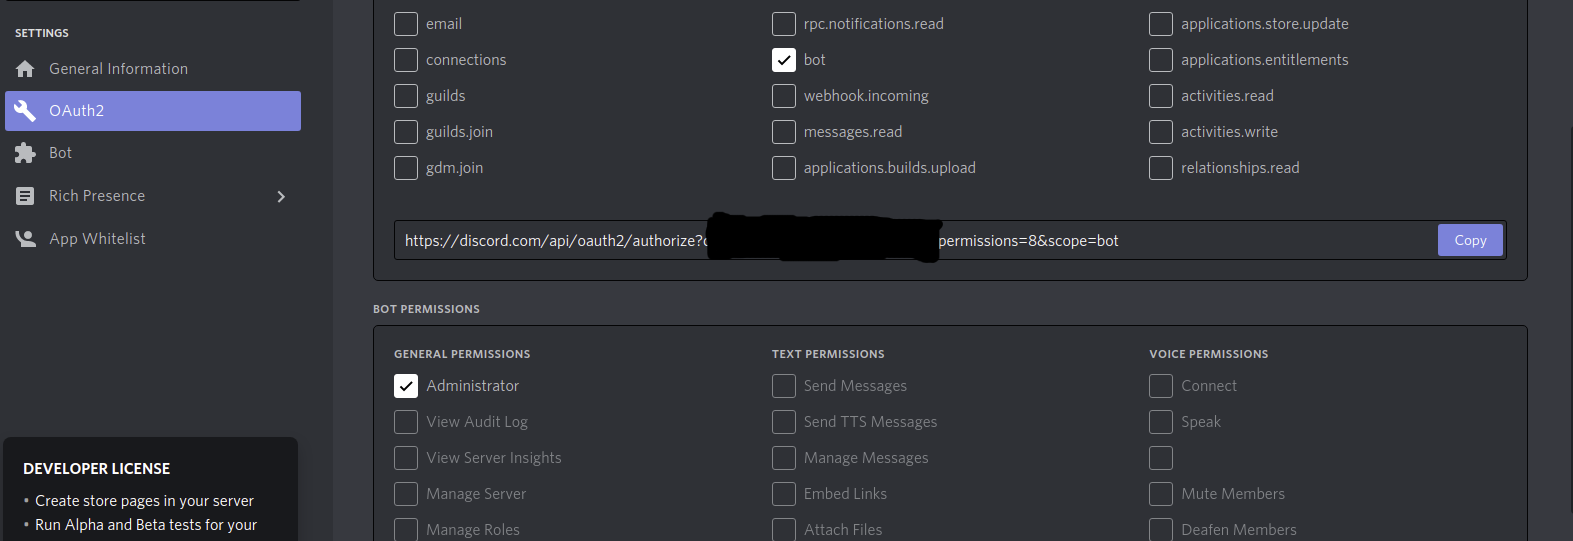 SETTINGS
General Information
OAuth2
Bot
Rich Presence
App Whitelist
DEVELOPER LICENSE
• Create store pages in your server
• Run Alpha and Beta tests for your
email
rpc.notifications.read
applications.store.update
connections
bot
applications.entitlements
guilds
webhook.incoming
activities.read
guilds.join
messages.read
activities.write
gdm.join
applications.builds.upload
relationships.read
https://discord.com/api/oauth2/authorize? permissions=8&scope=bot
Copy
BOT PERMISSIONS
GENERAL PERMISSIONS
TEXT PERMISSIONS
VOICE PERMISSIONS
Administrator
Send Messages
Connect
View Audit Log
Send TTS Messages
Speak
View Server Insights
Manage Messages
Manage Server
Embed Links
Mute Members
Manage Roles
Attach Files
Deafen Members